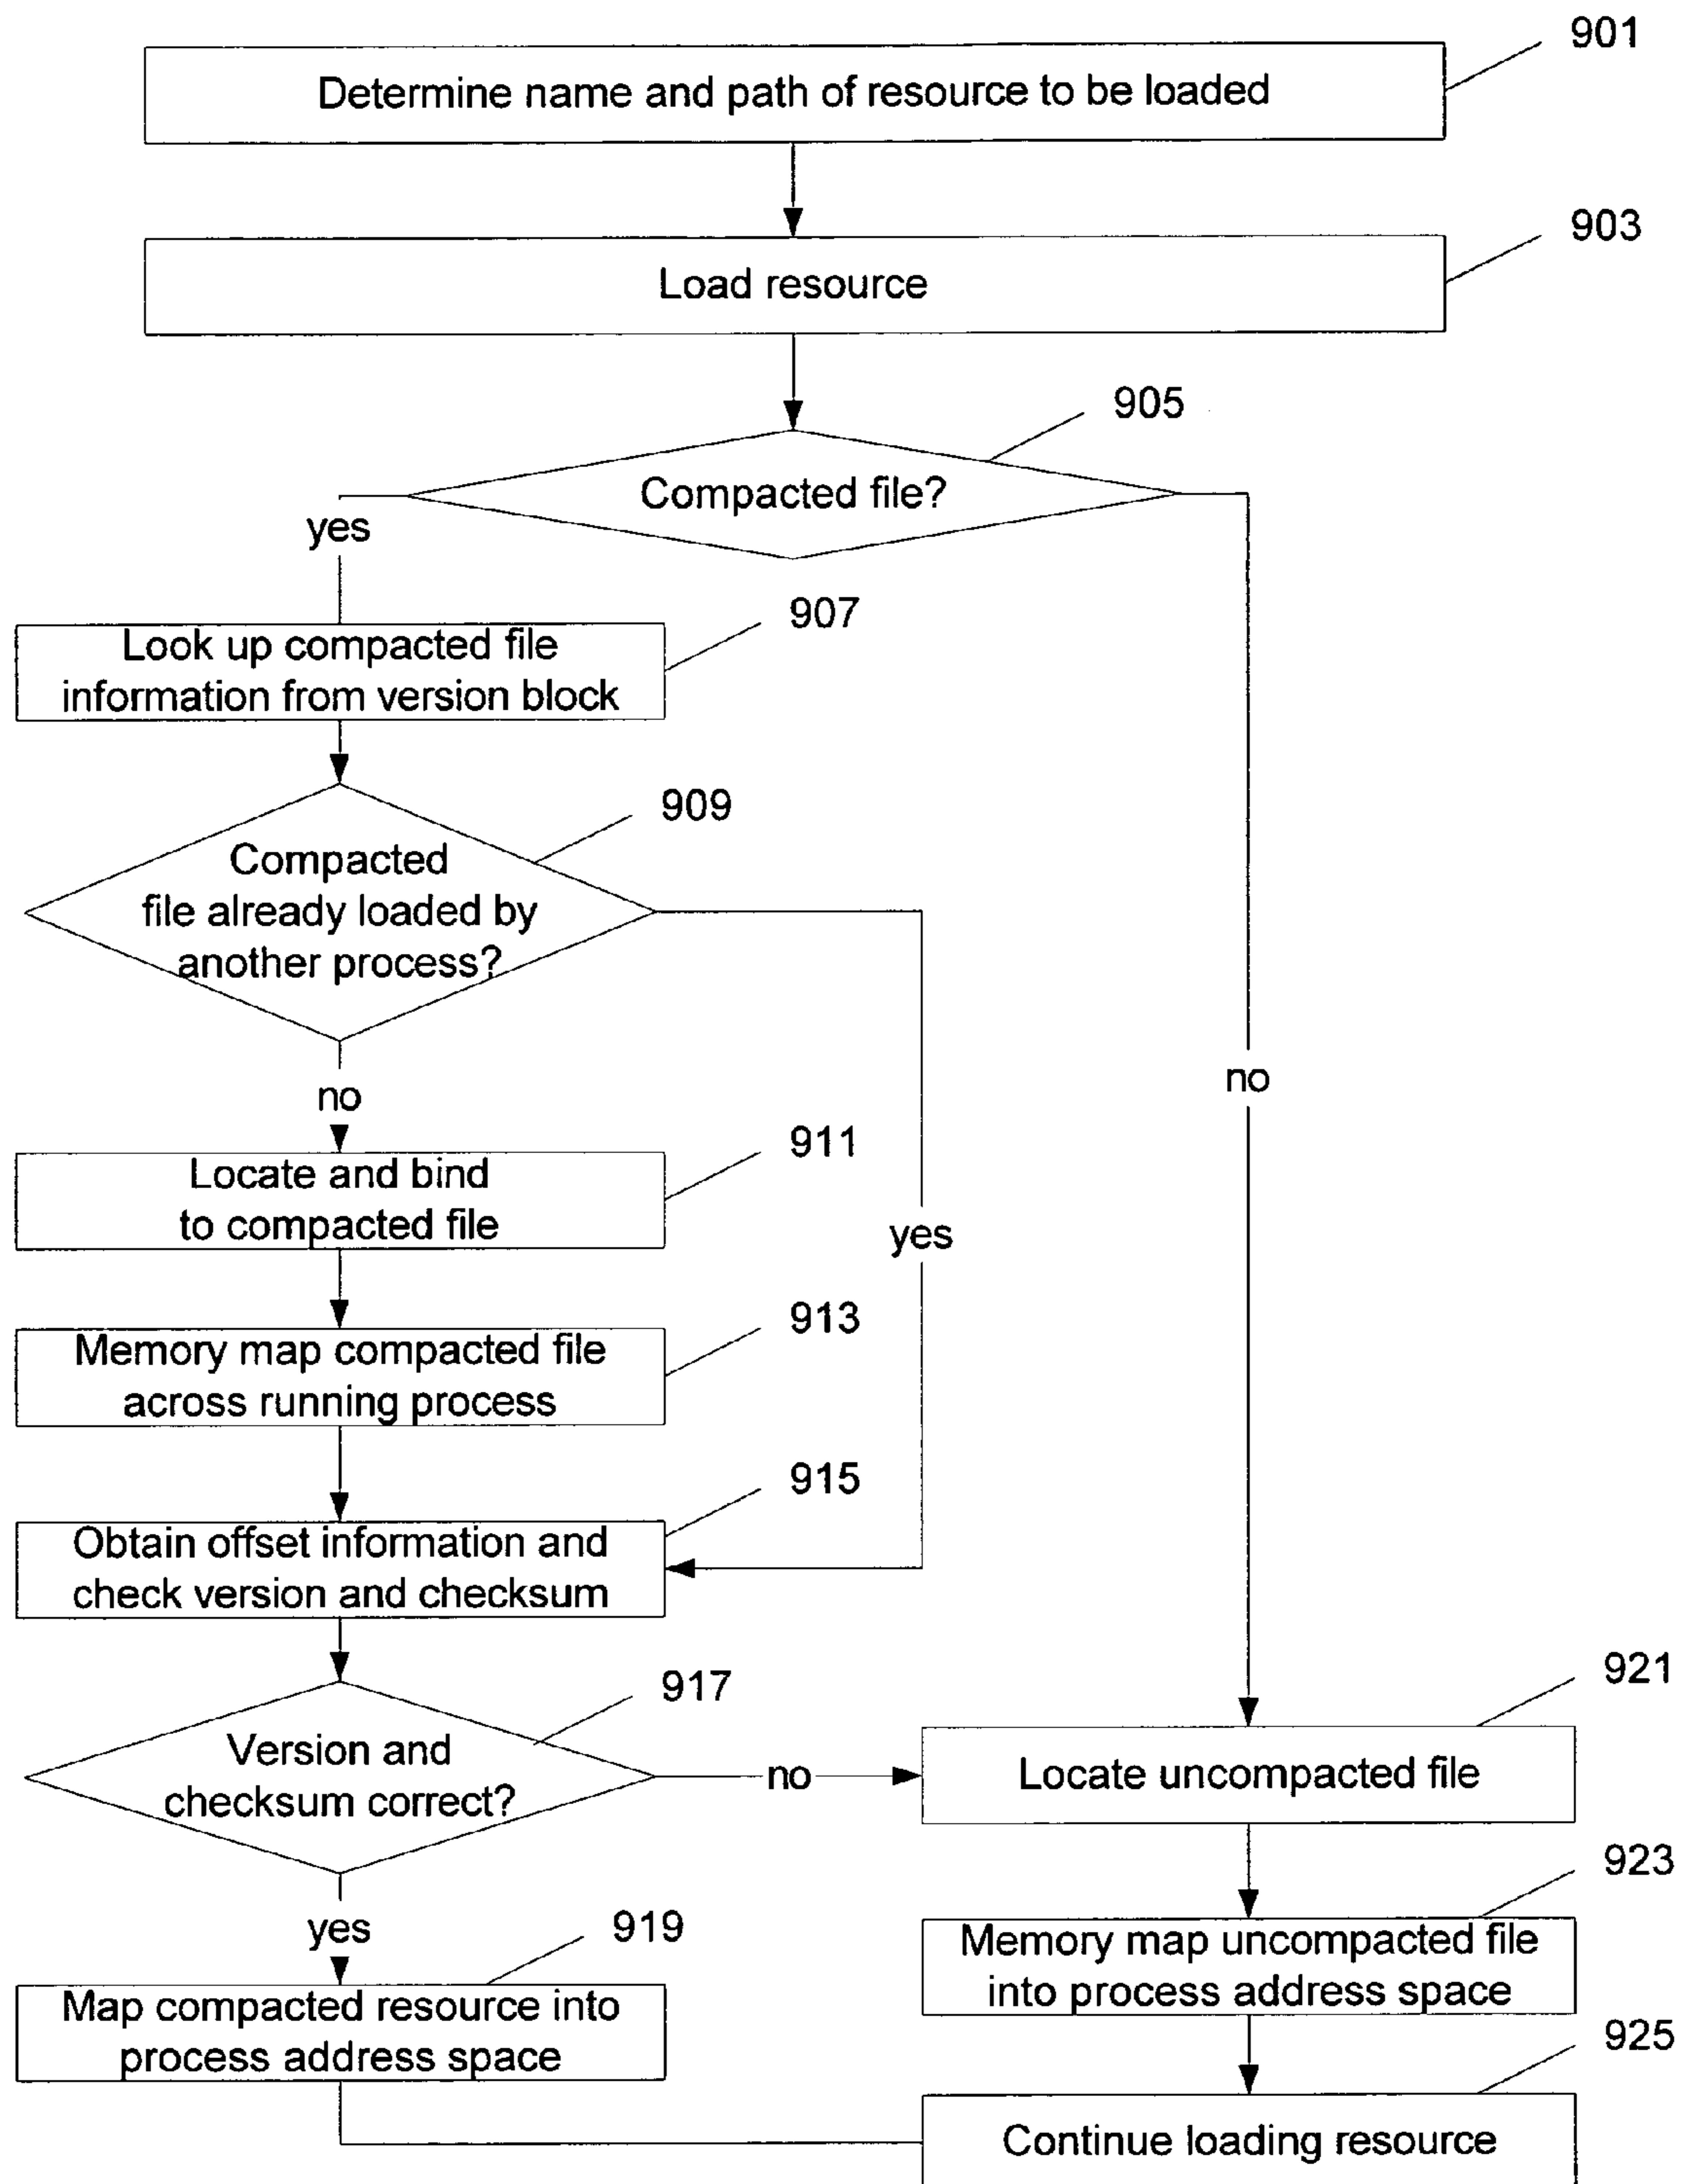 901
Determine name and path of resource to be loaded
903
Load resource
905
Compacted file?
yes
907
Look up compacted file
information from version block
909
Compacted
file already loaded by
another process?
no
no
911
Locate and bind
to compacted file
yes
913
Memory map compacted file
across running process
915
Obtain offset information and
check version and checksum
917
921
Version and
checksum correct?
no
Locate uncompacted file
923
yes
919
Memory map uncompacted file
into process address space
Map compacted resource into
process address space
925
Continue loading resource